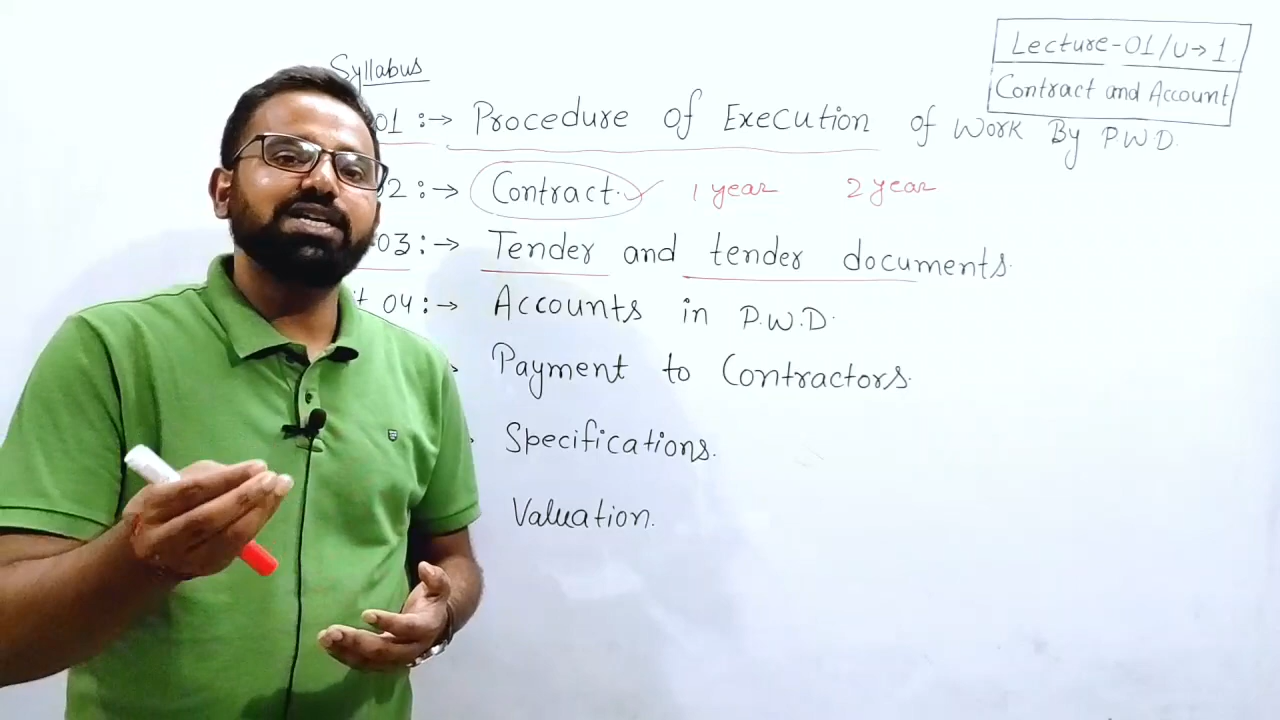 Lecture-01/U→1.
Contract and Account
Syllabus
01 :→ Procedure of Execution of Work By PWD.
02 :→ Contract. 1 year 2 year
03 :→ Tender and tender documents.
04 :→ Accounts in P.W.D.
Payment to Contractors.
Specifications.
Valuation.